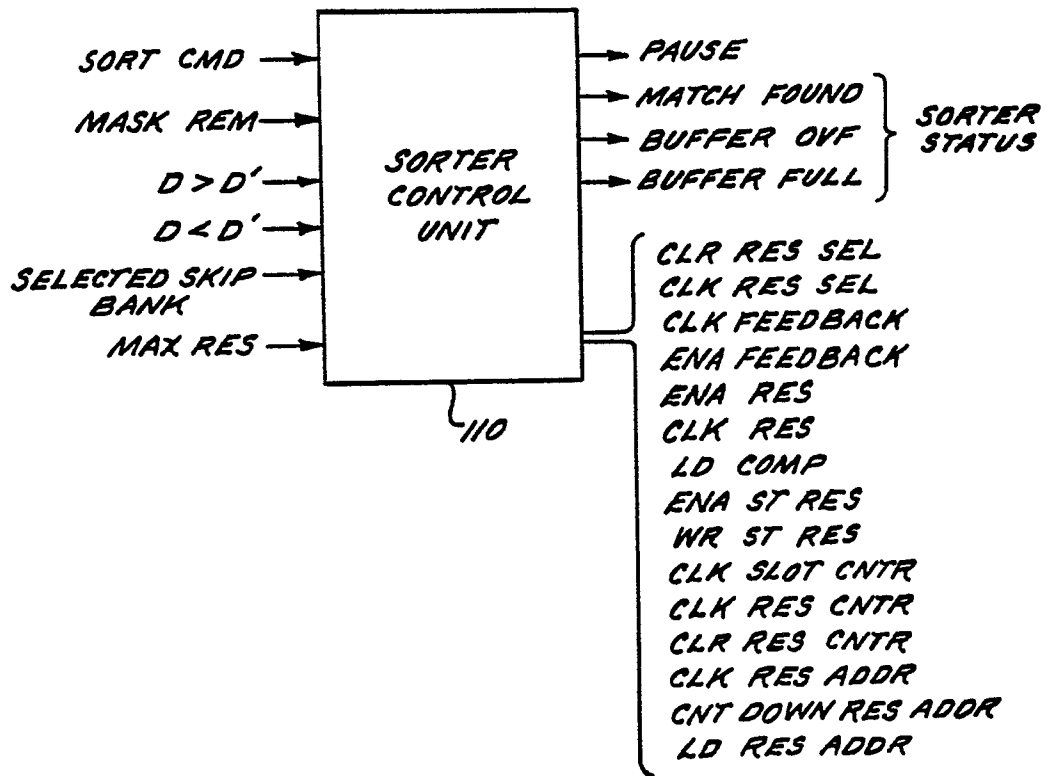 SORT CMD
MASK REM
D > D'
D < D'
SELECTED SKIP
BANK
MAX RES
SORTER
CONTROL
UNIT
110
PAUSE
MATCH FOUND
BUFFER OVF
BUFFER FULL
SORTER
STATUS
CLR RES SEL
CLK RES SEL
CLK FEEDBACK
ENA FEEDBACK
ENA RES
CLK RES
LD COMP
ENA ST RES
WR ST RES
CLK SLOT CNTR
CLK RES CNTR
CLR RES CNTR
CLK RES ADDR
CNT DOWN RES ADDR
LD RES ADDR